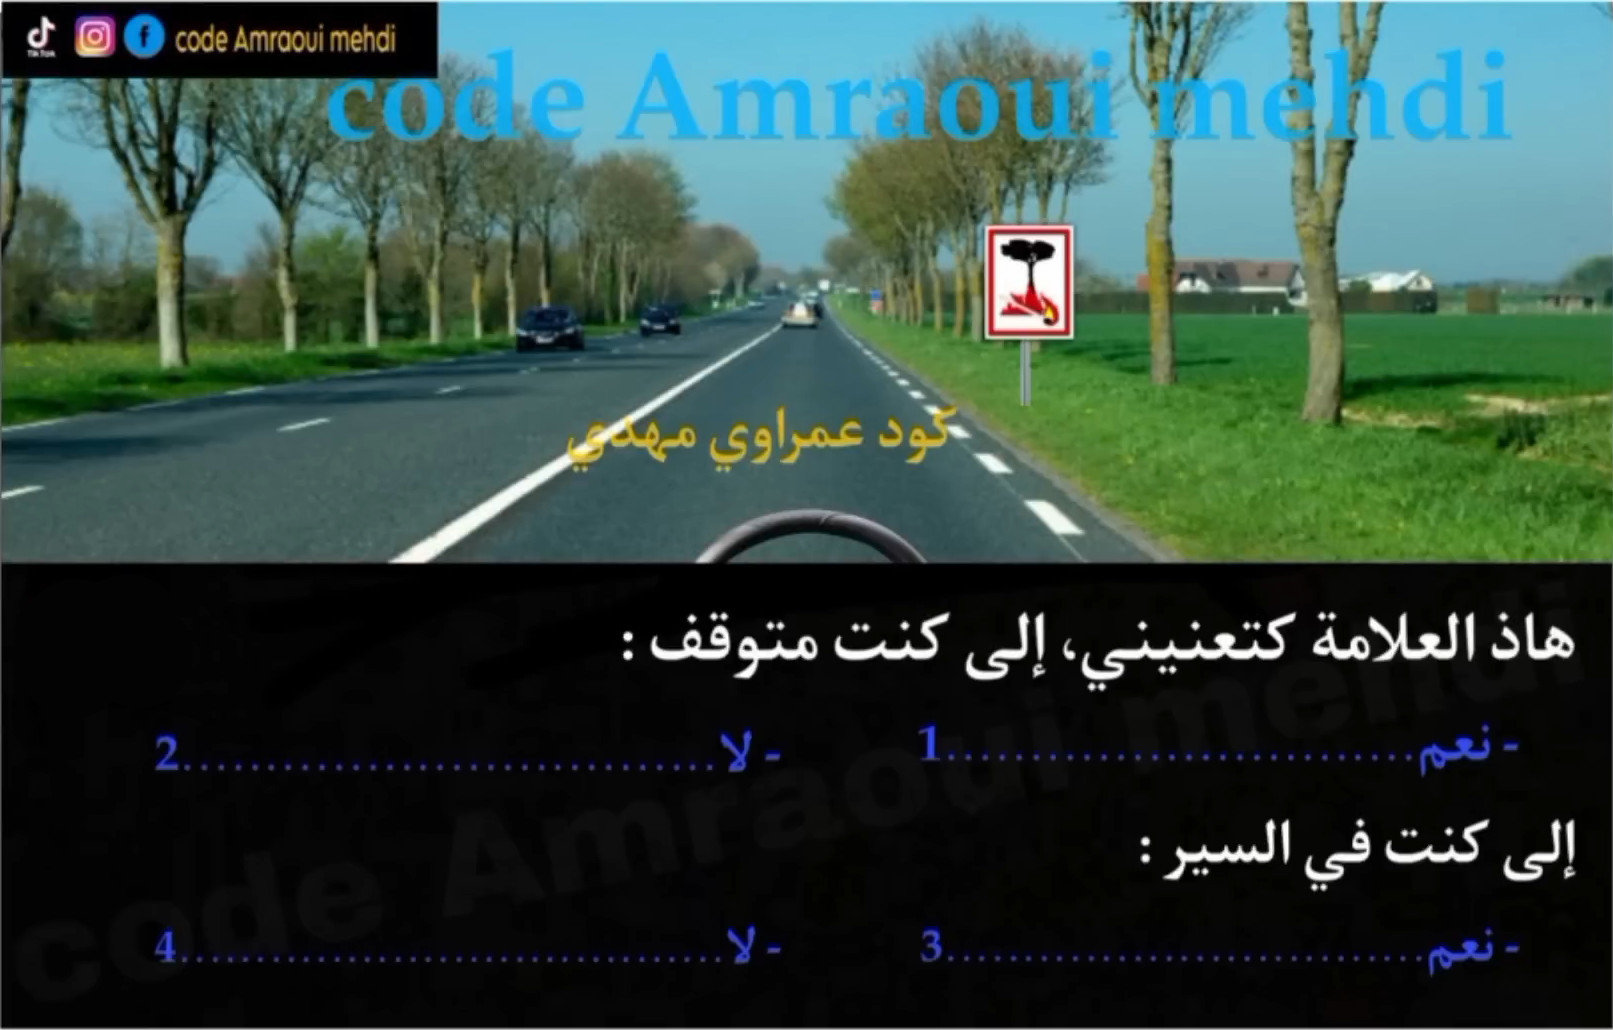 code Amraoui mehdi
code Amraoui mehdi
كود عمراوي مهدي
هاذ العلامة كتعنيني، إلى كنت متوقف :
- نعم............................1 - لا................................2
إلى كنت في السير :
- نعم............................3 - لا................................4
code Amraoui mehdi